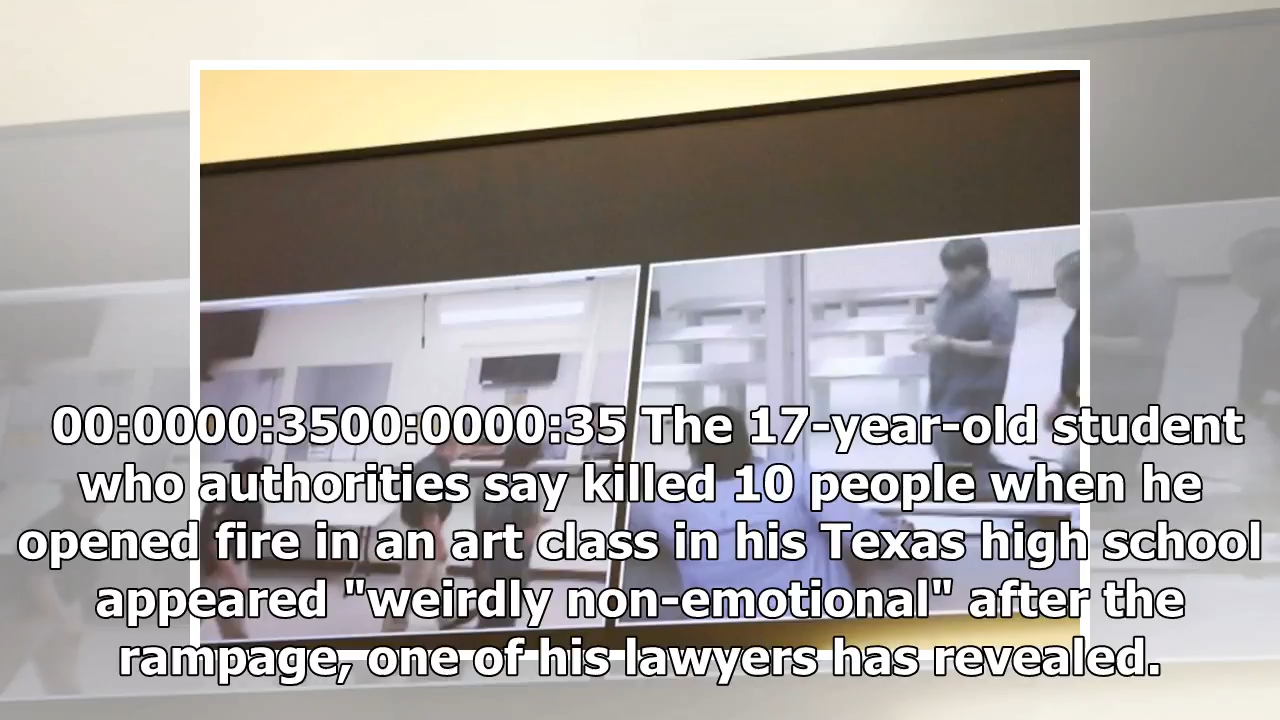 00:0000:3500:0000:35 The 17-year-old student
who authorities say killed 10 people when he
opened fire in an art class in his Texas high school
appeared "weirdly non-emotional" after the
rampage, one of his lawyers has revealed.